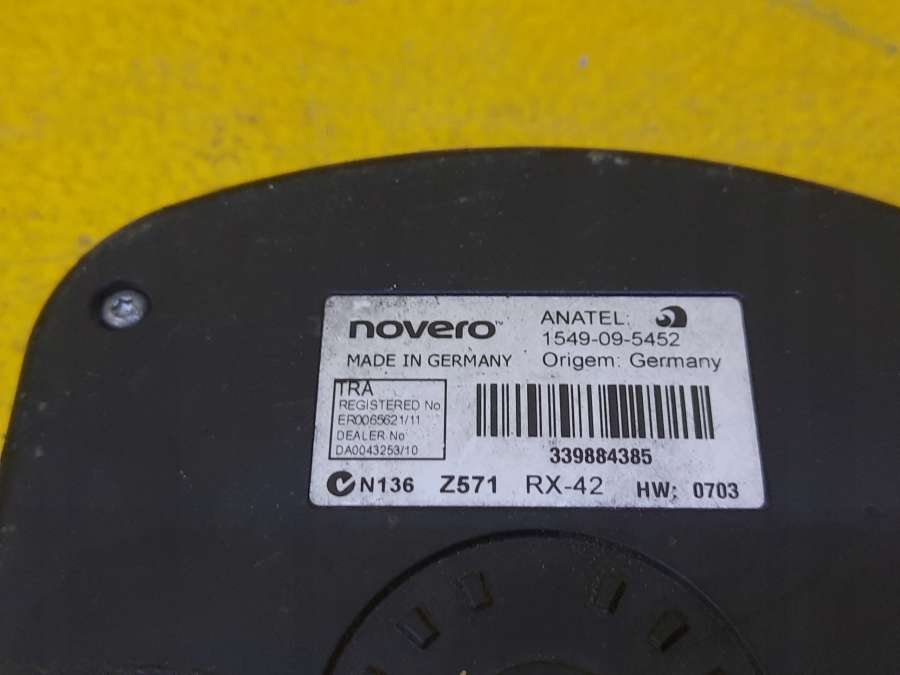 novero™
MADE IN GERMANY
ANATEL:
1549-09-5452
Origem: Germany
TRA
REGISTERED No
ER0065621/11
DEALER No
DA0043253/10
339884385
N136 Z571 RX-42 HW: 0703